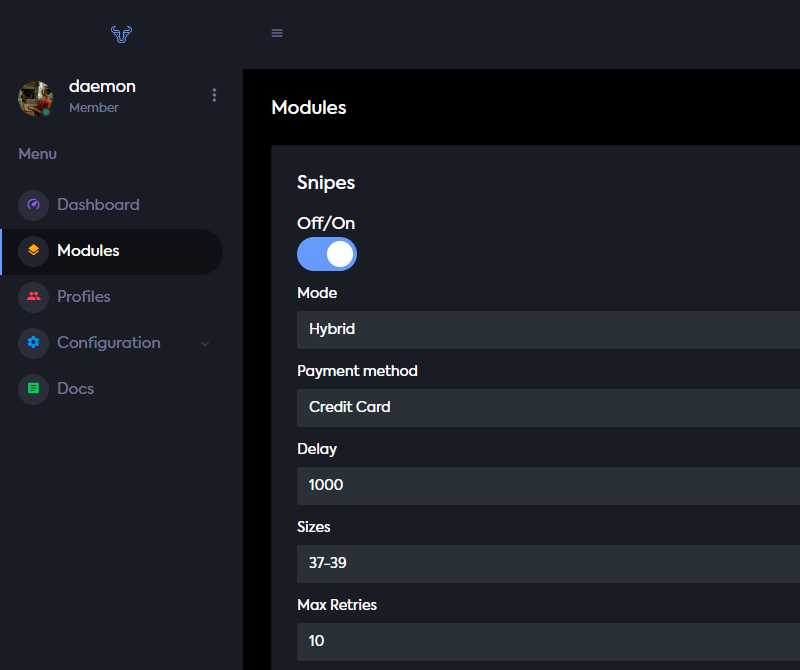 daemon
Member
Menu
Dashboard
Modules
Profiles
Configuration
Docs
Modules
Snipes
Off/On
Mode
Hybrid
Payment method
Credit Card
Delay
1000
Sizes
37-39
Max Retries
10